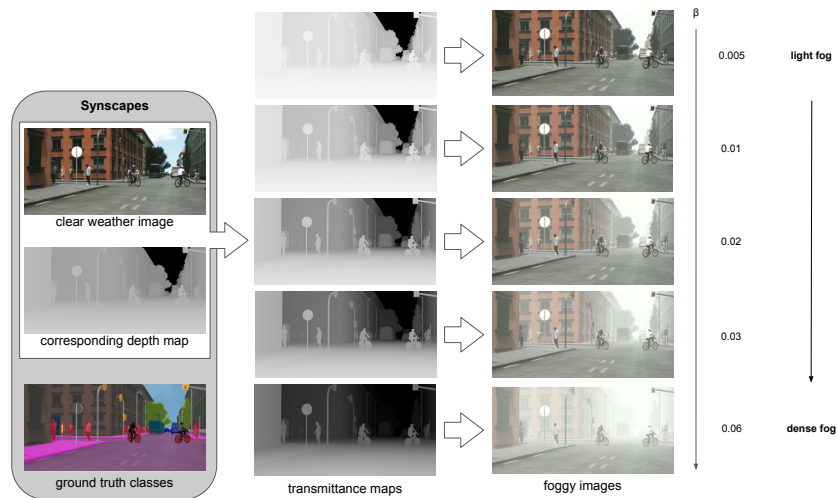 Synscapes
clear weather image
corresponding depth map
ground truth classes
transmittance maps
foggy images
β
0.005
light fog
0.01
0.02
0.03
0.06
dense fog